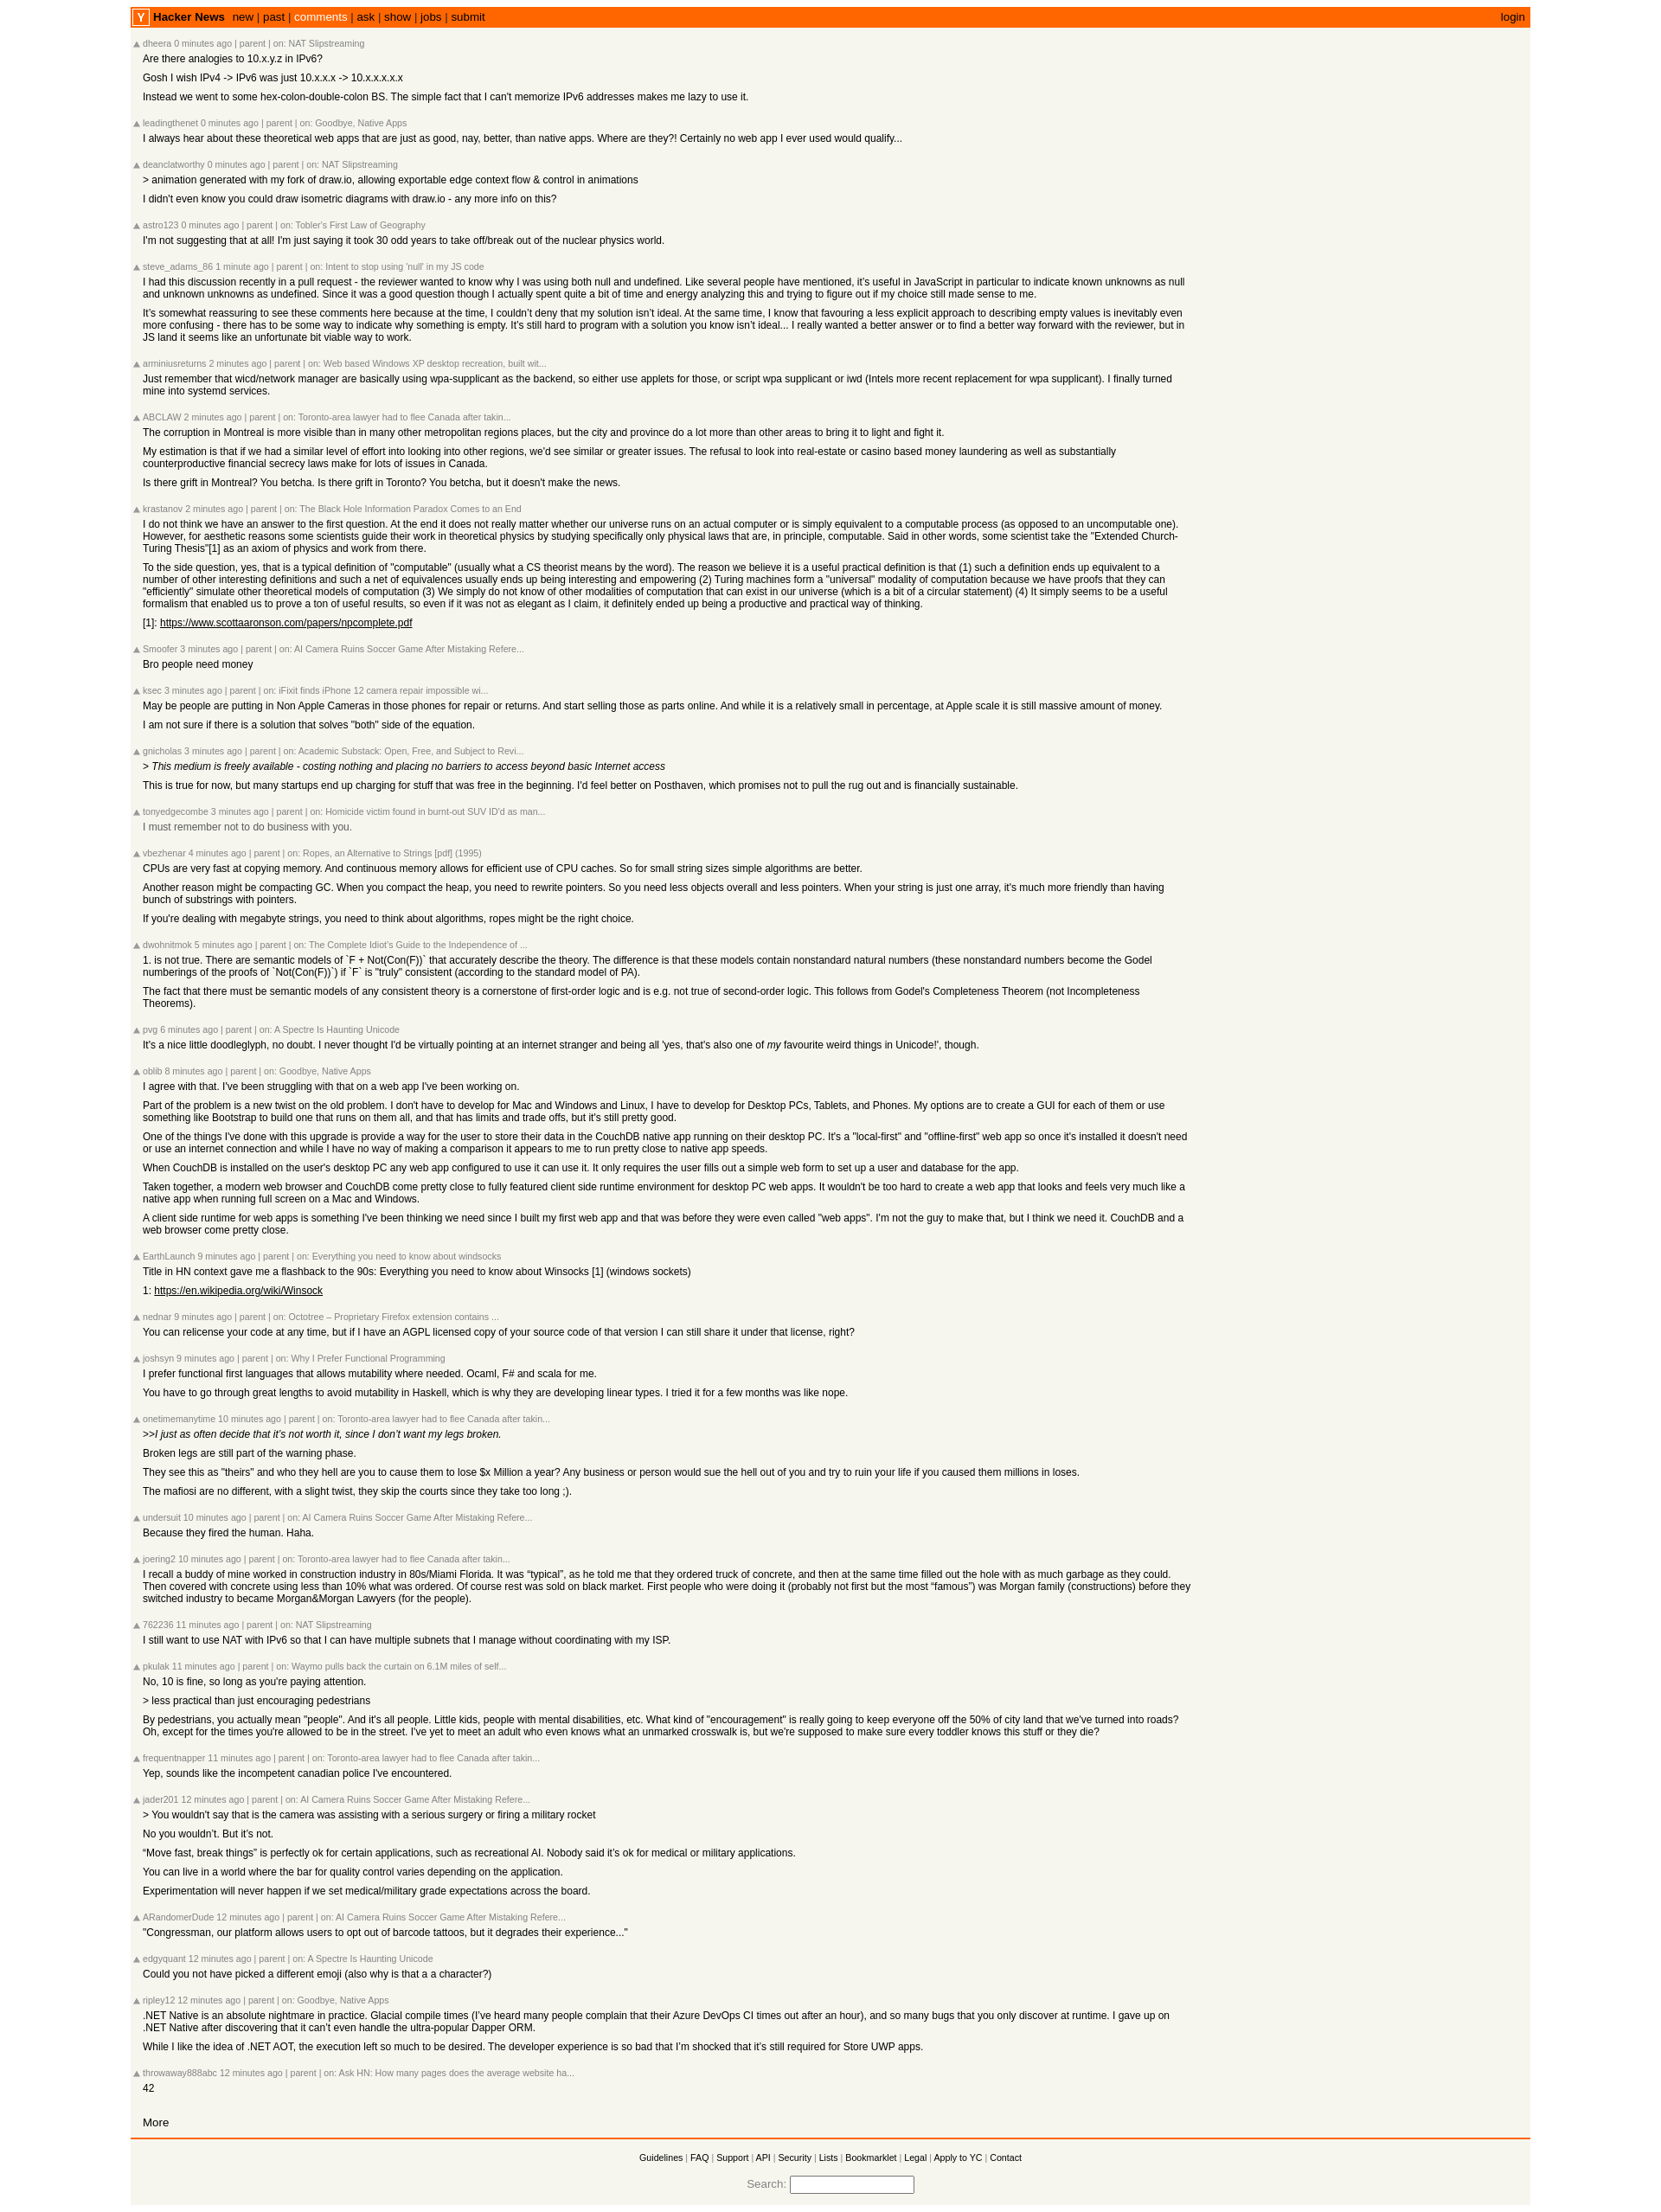 Y Hacker News new | past | comments | ask | show | jobs | submit login
dheera 0 minutes ago | parent | on: NAT Slipstreaming
Are there analogies to 10.x.y.z in IPv6?
Gosh I wish IPv4 -> IPv6 was just 10.x.x.x -> 10.x.x.x.x.x
Instead we went to some hex-colon-double-colon BS. The simple fact that I can't memorize IPv6 addresses makes me lazy to use it.
leadingthenet 0 minutes ago | parent | on: Goodbye, Native Apps
I always hear about these theoretical web apps that are just as good, nay, better, than native apps. Where are they?! Certainly no web app I ever used would qualify...
deanclatworthy 0 minutes ago | parent | on: NAT Slipstreaming
> animation generated with my fork of draw.io, allowing exportable edge context flow & control in animations
I didn't even know you could draw isometric diagrams with draw.io - any more info on this?
astro123 0 minutes ago | parent | on: Tobler's First Law of Geography
I'm not suggesting that at all! I'm just saying it took 30 odd years to take off/break out of the nuclear physics world.
steve_adams_86 1 minute ago | parent | on: Intent to stop using 'null' in my JS code
I had this discussion recently in a pull request - the reviewer wanted to know why I was using both null and undefined. Like several people have mentioned, it's useful in JavaScript in particular to indicate known unknowns as null
and unknown unknowns as undefined. Since it was a good question though I actually spent quite a bit of time and energy analyzing this and trying to figure out if my choice still made sense to me.
It's somewhat reassuring to see these comments here because at the time, I couldn't deny that my solution isn't ideal. At the same time, I know that favouring a less explicit approach to describing empty values is inevitably even
more confusing - there has to be some way to indicate why something is empty. It's still hard to program with a solution you know isn't ideal... I really wanted a better answer or to find a better way forward with the reviewer, but in
JS land it seems like an unfortunate bit viable way to work.
arminiusreturns 2 minutes ago | parent | on: Web based Windows XP desktop recreation, built wit...
Just remember that wicd/network manager are basically using wpa-supplicant as the backend, so either use applets for those, or script wpa supplicant or iwd (Intels more recent replacement for wpa supplicant). I finally turned
mine into systemd services.
ABCLAW 2 minutes ago | parent | on: Toronto-area lawyer had to flee Canada after takin...
The corruption in Montreal is more visible than in many other metropolitan regions places, but the city and province do a lot more than other areas to bring it to light and fight it.
My estimation is that if we had a similar level of effort into looking into other regions, we'd see similar or greater issues. The refusal to look into real-estate or casino based money laundering as well as substantially
counterproductive financial secrecy laws make for lots of issues in Canada.
Is there grift in Montreal? You betcha. Is there grift in Toronto? You betcha, but it doesn't make the news.
krastanov 2 minutes ago | parent | on: The Black Hole Information Paradox Comes to an End
I do not think we have an answer to the first question. At the end it does not really matter whether our universe runs on an actual computer or is simply equivalent to a computable process (as opposed to an uncomputable one).
However, for aesthetic reasons some scientists guide their work in theoretical physics by studying specifically only physical laws that are, in principle, computable. Said in other words, some scientist take the "Extended Church-
Turing Thesis"[1] as an axiom of physics and work from there.
To the side question, yes, that is a typical definition of "computable" (usually what a CS theorist means by the word). The reason we believe it is a useful practical definition is that (1) such a definition ends up equivalent to a
number of other interesting definitions and such a net of equivalences usually ends up being interesting and empowering (2) Turing machines form a "universal" modality of computation because we have proofs that they can
"efficiently" simulate other theoretical models of computation (3) We simply do not know of other modalities of computation that can exist in our universe (which is a bit of a circular statement) (4) It simply seems to be a useful
formalism that enabled us to prove a ton of useful results, so even if it was not as elegant as I claim, it definitely ended up being a productive and practical way of thinking.
[1]: https://www.scottaaronson.com/papers/npcomplete.pdf
Smoofer 3 minutes ago | parent | on: AI Camera Ruins Soccer Game After Mistaking Refere...
Bro people need money
ksec 3 minutes ago | parent | on: iFixit finds iPhone 12 camera repair impossible wi...
May be people are putting in Non Apple Cameras in those phones for repair or returns. And start selling those as parts online. And while it is a relatively small in percentage, at Apple scale it is still massive amount of money.
I am not sure if there is a solution that solves "both" side of the equation.
gnicholas 3 minutes ago | parent | on: Academic Substack: Open, Free, and Subject to Revi...
> This medium is freely available - costing nothing and placing no barriers to access beyond basic Internet access
This is true for now, but many startups end up charging for stuff that was free in the beginning. I'd feel better on Posthaven, which promises not to pull the rug out and is financially sustainable.
tonyedgecombe 3 minutes ago | parent | on: Homicide victim found in burnt-out SUV ID'd as man...
I must remember not to do business with you.
vbezhenar 4 minutes ago | parent | on: Ropes, an Alternative to Strings [pdf] (1995)
CPUs are very fast at copying memory. And continuous memory allows for efficient use of CPU caches. So for small string sizes simple algorithms are better.
Another reason might be compacting GC. When you compact the heap, you need to rewrite pointers. So you need less objects overall and less pointers. When your string is just one array, it's much more friendly than having
bunch of substrings with pointers.
If you're dealing with megabyte strings, you need to think about algorithms, ropes might be the right choice.
dwohnitmok 5 minutes ago | parent | on: The Complete Idiot's Guide to the Independence of ...
1. is not true. There are semantic models of `F + Not(Con(F))` that accurately describe the theory. The difference is that these models contain nonstandard natural numbers (these nonstandard numbers become the Godel
numberings of the proofs of `Not(Con(F))`) if `F` is "truly" consistent (according to the standard model of PA).
The fact that there must be semantic models of any consistent theory is a cornerstone of first-order logic and is e.g. not true of second-order logic. This follows from Godel's Completeness Theorem (not Incompleteness
Theorems).
pvg 6 minutes ago | parent | on: A Spectre Is Haunting Unicode
It's a nice little doodleglyph, no doubt. I never thought I'd be virtually pointing at an internet stranger and being all 'yes, that's also one of my favourite weird things in Unicode!', though.
oblib 8 minutes ago | parent | on: Goodbye, Native Apps
I agree with that. I've been struggling with that on a web app I've been working on.
Part of the problem is a new twist on the old problem. I don't have to develop for Mac and Windows and Linux, I have to develop for Desktop PCs, Tablets, and Phones. My options are to create a GUI for each of them or use
something like Bootstrap to build one that runs on them all, and that has limits and trade offs, but it's still pretty good.
One of the things I've done with this upgrade is provide a way for the user to store their data in the CouchDB native app running on their desktop PC. It's a "local-first" and "offline-first" web app so once it's installed it doesn't need
or use an internet connection and while I have no way of making a comparison it appears to me to run pretty close to native app speeds.
When CouchDB is installed on the user's desktop PC any web app configured to use it can use it. It only requires the user fills out a simple web form to set up a user and database for the app.
Taken together, a modern web browser and CouchDB come pretty close to fully featured client side runtime environment for desktop PC web apps. It wouldn't be too hard to create a web app that looks and feels very much like a
native app when running full screen on a Mac and Windows.
A client side runtime for web apps is something I've been thinking we need since I built my first web app and that was before they were even called "web apps". I'm not the guy to make that, but I think we need it. CouchDB and a
web browser come pretty close.
EarthLaunch 9 minutes ago | parent | on: Everything you need to know about windsocks
Title in HN context gave me a flashback to the 90s: Everything you need to know about Winsocks [1] (windows sockets)
1: https://en.wikipedia.org/wiki/Winsock
nednar 9 minutes ago | parent | on: Octotree – Proprietary Firefox extension contains ...
You can relicense your code at any time, but if I have an AGPL licensed copy of your source code of that version I can still share it under that license, right?
joshsyn 9 minutes ago | parent | on: Why I Prefer Functional Programming
I prefer functional first languages that allows mutability where needed. Ocaml, F# and scala for me.
You have to go through great lengths to avoid mutability in Haskell, which is why they are developing linear types. I tried it for a few months was like nope.
onetimemanytime 10 minutes ago | parent | on: Toronto-area lawyer had to flee Canada after takin...
>>I just as often decide that it's not worth it, since I don't want my legs broken.
Broken legs are still part of the warning phase.
They see this as "theirs" and who they hell are you to cause them to lose $x Million a year? Any business or person would sue the hell out of you and try to ruin your life if you caused them millions in loses.
The mafiosi are no different, with a slight twist, they skip the courts since they take too long ;).
undersuit 10 minutes ago | parent | on: AI Camera Ruins Soccer Game After Mistaking Refere...
Because they fired the human. Haha.
joering2 10 minutes ago | parent | on: Toronto-area lawyer had to flee Canada after takin...
I recall a buddy of mine worked in construction industry in 80s/Miami Florida. It was “typical”, as he told me that they ordered truck of concrete, and then at the same time filled out the hole with as much garbage as they could.
Then covered with concrete using less than 10% what was ordered. Of course rest was sold on black market. First people who were doing it (probably not first but the most “famous”) was Morgan family (constructions) before they
switched industry to became Morgan&Morgan Lawyers (for the people).
762236 11 minutes ago | parent | on: NAT Slipstreaming
I still want to use NAT with IPv6 so that I can have multiple subnets that I manage without coordinating with my ISP.
pkulak 11 minutes ago | parent | on: Waymo pulls back the curtain on 6.1M miles of self...
No, 10 is fine, so long as you're paying attention.
> less practical than just encouraging pedestrians
By pedestrians, you actually mean "people". And it's all people. Little kids, people with mental disabilities, etc. What kind of "encouragement" is really going to keep everyone off the 50% of city land that we've turned into roads?
Oh, except for the times you're allowed to be in the street. I've yet to meet an adult who even knows what an unmarked crosswalk is, but we're supposed to make sure every toddler knows this stuff or they die?
frequentnapper 11 minutes ago | parent | on: Toronto-area lawyer had to flee Canada after takin...
Yep, sounds like the incompetent canadian police I've encountered.
jader201 12 minutes ago | parent | on: AI Camera Ruins Soccer Game After Mistaking Refere...
> You wouldn't say that is the camera was assisting with a serious surgery or firing a military rocket
No you wouldn't. But it's not.
“Move fast, break things” is perfectly ok for certain applications, such as recreational AI. Nobody said it's ok for medical or military applications.
You can live in a world where the bar for quality control varies depending on the application.
Experimentation will never happen if we set medical/military grade expectations across the board.
ARandomerDude 12 minutes ago | parent | on: AI Camera Ruins Soccer Game After Mistaking Refere...
"Congressman, our platform allows users to opt out of barcode tattoos, but it degrades their experience..."
edgyquant 12 minutes ago | parent | on: A Spectre Is Haunting Unicode
Could you not have picked a different emoji (also why is that a a character?)
ripley12 12 minutes ago | parent | on: Goodbye, Native Apps
.NET Native is an absolute nightmare in practice. Glacial compile times (I've heard many people complain that their Azure DevOps CI times out after an hour), and so many bugs that you only discover at runtime. I gave up on
.NET Native after discovering that it can't even handle the ultra-popular Dapper ORM.
While I like the idea of .NET AOT, the execution left so much to be desired. The developer experience is so bad that I'm shocked that it's still required for Store UWP apps.
throwaway888abc 12 minutes ago | parent | on: Ask HN: How many pages does the average website ha...
42
More
Guidelines | FAQ | Support | API | Security | Lists | Bookmarklet | Legal | Apply to YC | Contact
Search: